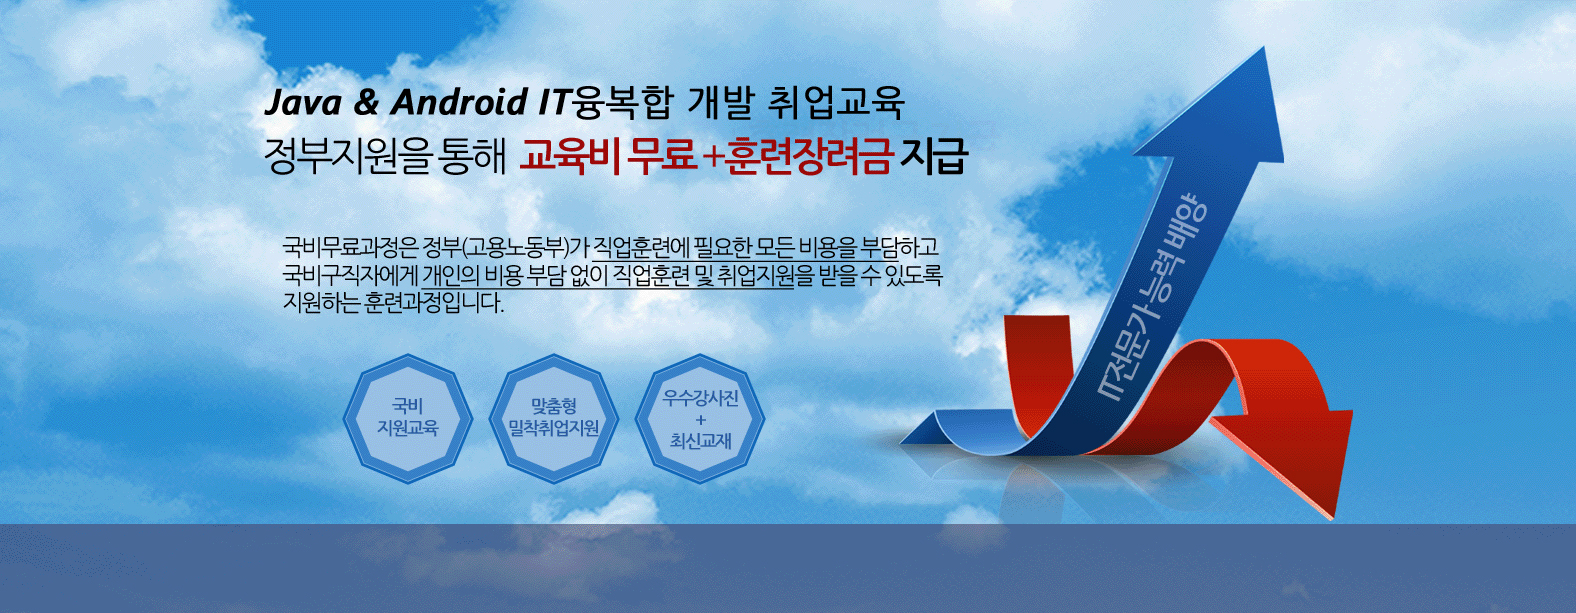 Java & Android IT융복합 개발 취업교육
정부지원을 통해 교육비 무료+훈련장려금 지급
국비무료과정은 정부(고용노동부)가 직업훈련에 필요한 모든 비용을 부담하고
국비구직자에게 개인의 비용 부담 없이 직업훈련 및 취업지원을 받을 수 있도록
지원하는 훈련과정입니다.
국비
지원교육
맞춤형
밀착취업지원
우수강사진
+
최신교재
IT전문가 능력 배양